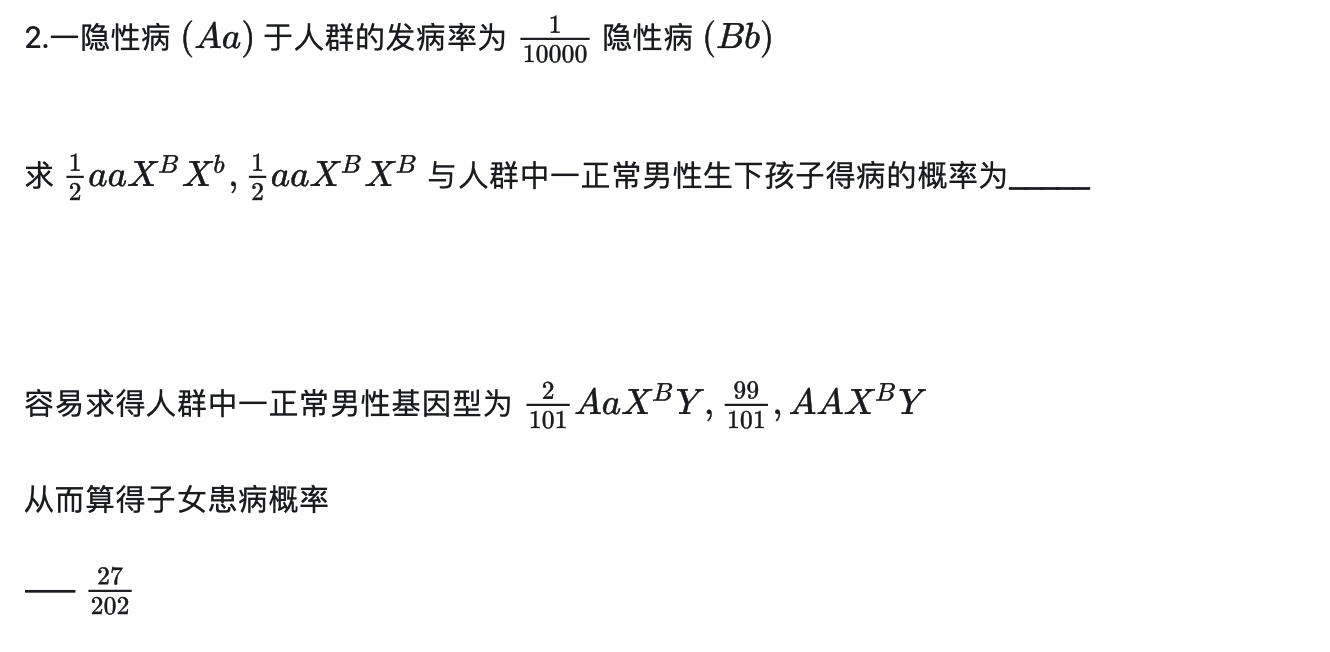 2.一隐性病 $(Aa)$ 于人群的发病率为 $\frac{1}{10000}$ 隐性病 $(Bb)$
求 $\frac{1}{2}aaX^BX^b,\frac{1}{2}aaX^BX^B$ 与人群中一正常男性生下孩子得病的概率为_____
容易求得人群中一正常男性基因型为 $\frac{2}{101}AaX^BY,\frac{99}{101},AAX^BY$
从而算得子女患病概率
___ $\frac{27}{202}$